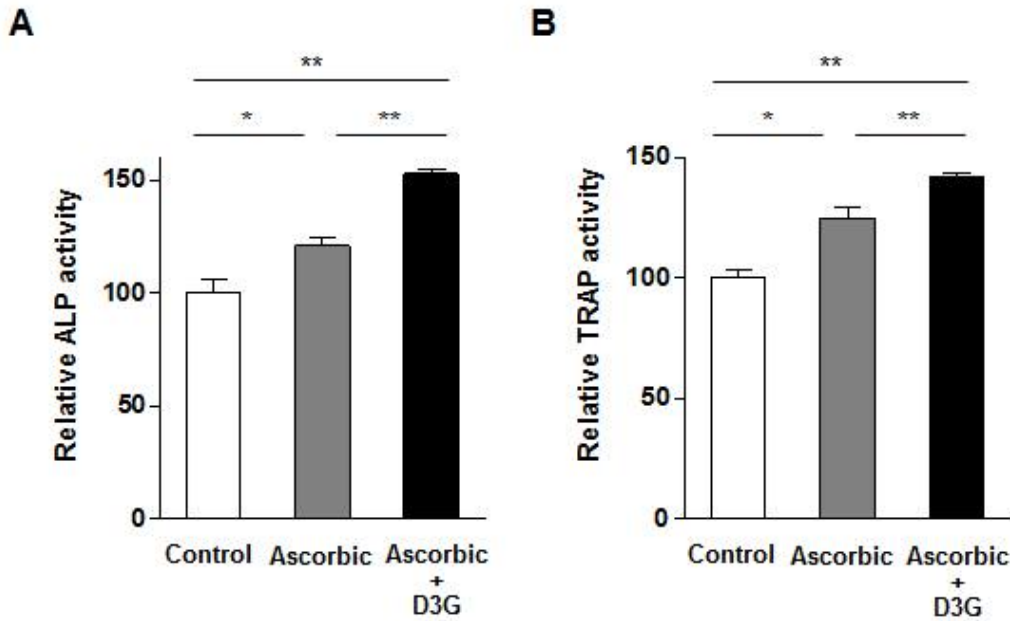 A
**
*
**
Relative ALP activity
150
100
50
0
Control
Ascorbic
Ascorbic
+
D3G
B
**
*
**
Relative TRAP activity
150
100
50
0
Control
Ascorbic
Ascorbic
+
D3G